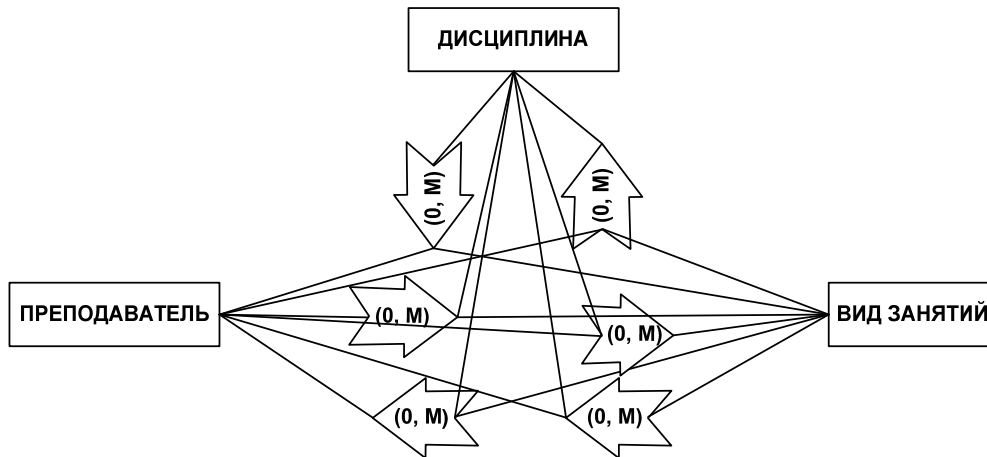 ДИСЦИПЛИНА
(0, М)
(0, М)
ПРЕПОДАВАТЕЛЬ
(0, М)
(0, М)
ВИД ЗАНЯТИЙ
(0, М)
(0, М)